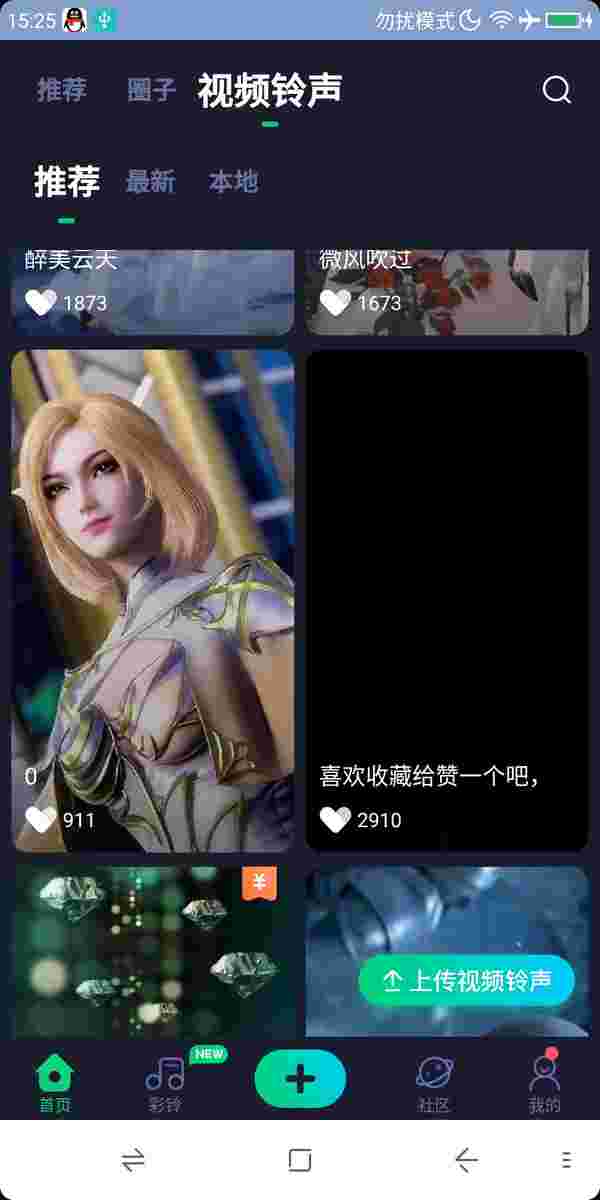 15:25 勿扰模式
推荐 圈子 视频铃声
推荐 最新 本地
醉美云天
微风吹过
1873
1673
0
喜欢收藏给赞一个吧，
911
2910
¥
上传视频铃声
NEW
首页 彩铃 社区 我的